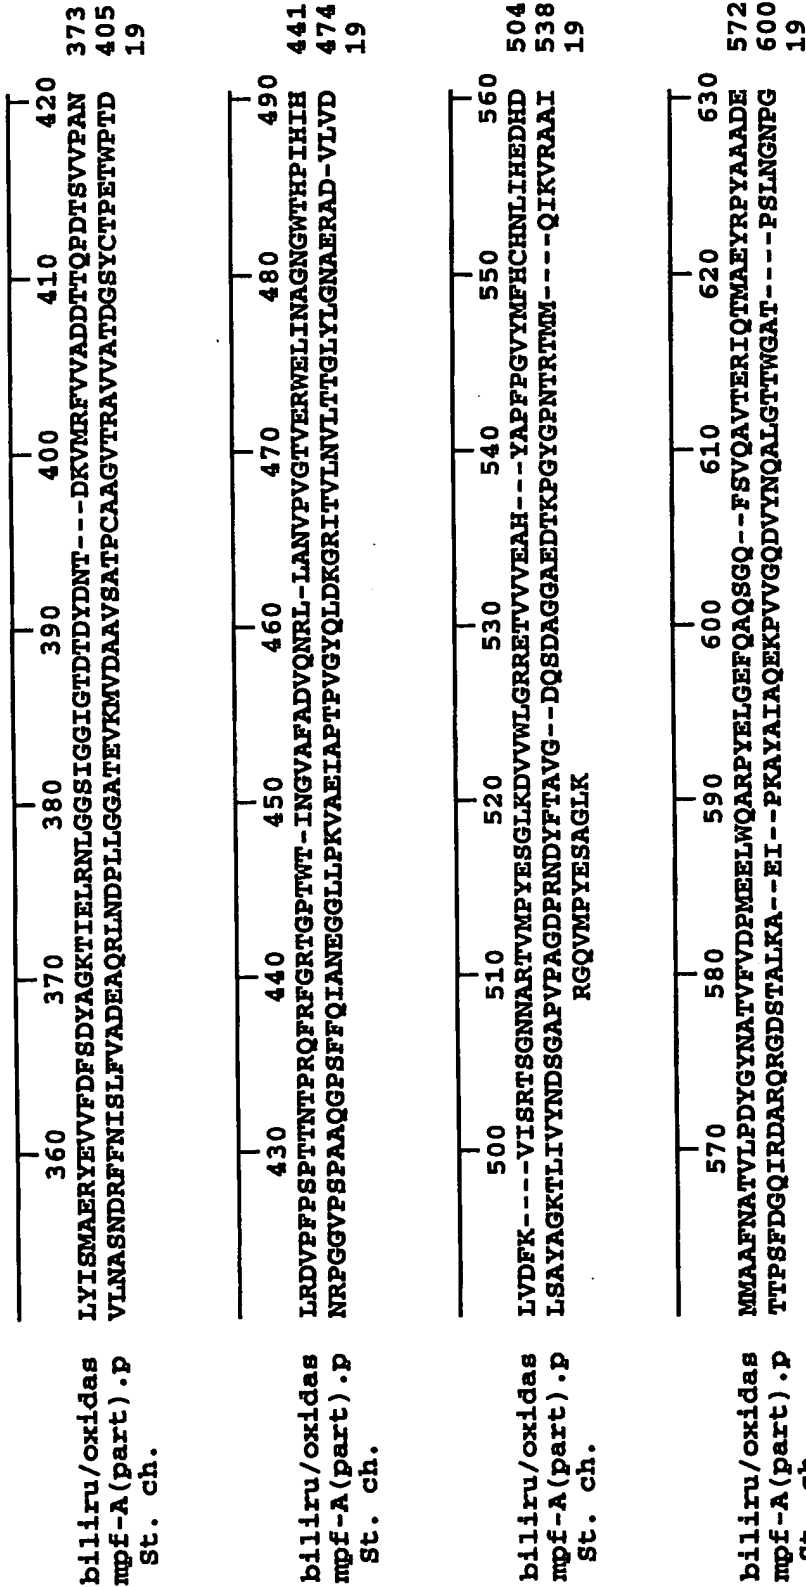 360 370 380 390 400 410 420
biliru/oxidas LYISMAERYEVVFDFSDYAGKTIELRNLGGSIGGIGTDTDYDNT---DKVMRFVVADDTTQPDTSVVPAN 373
mpf-A(part).p VLNASNDRFFNISLFVADEAQRLNDPLLGGATEVKMVDAAVSATPCAAGVTRAVVATDGSYCTPETWPTD 405
St. ch. 19
430 440 450 460 470 480 490
biliru/oxidas LRDVPFPSPTTNTPRQFRFGRTGPTWT-INGVAFADVQNRL-LANVPVGTVERWELINAGNGWTHPIHIH 441
mpf-A(part).p NRPGGVPSPAAQGPSFFQIANEGGLLPKVAEIAPTPVGYQLDKGRITVLNVLTTGLYLGNAERAD-VLVD 474
St. ch. 19
500 510 520 530 540 550 560
biliru/oxidas LVDFK----VISRTSGNNARTVMPYESGLKDVVWLGRRETVVVEAH---YAPFPGVYMFHCHNLIHEDHD 504
mpf-A(part).p LSAYAGKTLIVYNDSGAPVPAGDPRNDYFTAVG--DQSDAGGAEDTKPGYGPNTRTMM----QIKVRAAI 538
St. ch. RGQVMPYESAGLK 19
570 580 590 600 610 620 630
biliru/oxidas MMAAFNATVLPDYGYNATVFVDPMEELWQARPYELGEFQAQSGQ--FSVQAVTERIQTMAEYRPYAAADE 572
mpf-A(part).p TTPSFDGQIRDARQRGDSTALKA--EI--PKAYAIAQEKPVVGQDVYNQALGTTWGAT----PSLNGNPG 600
St. ch. 19